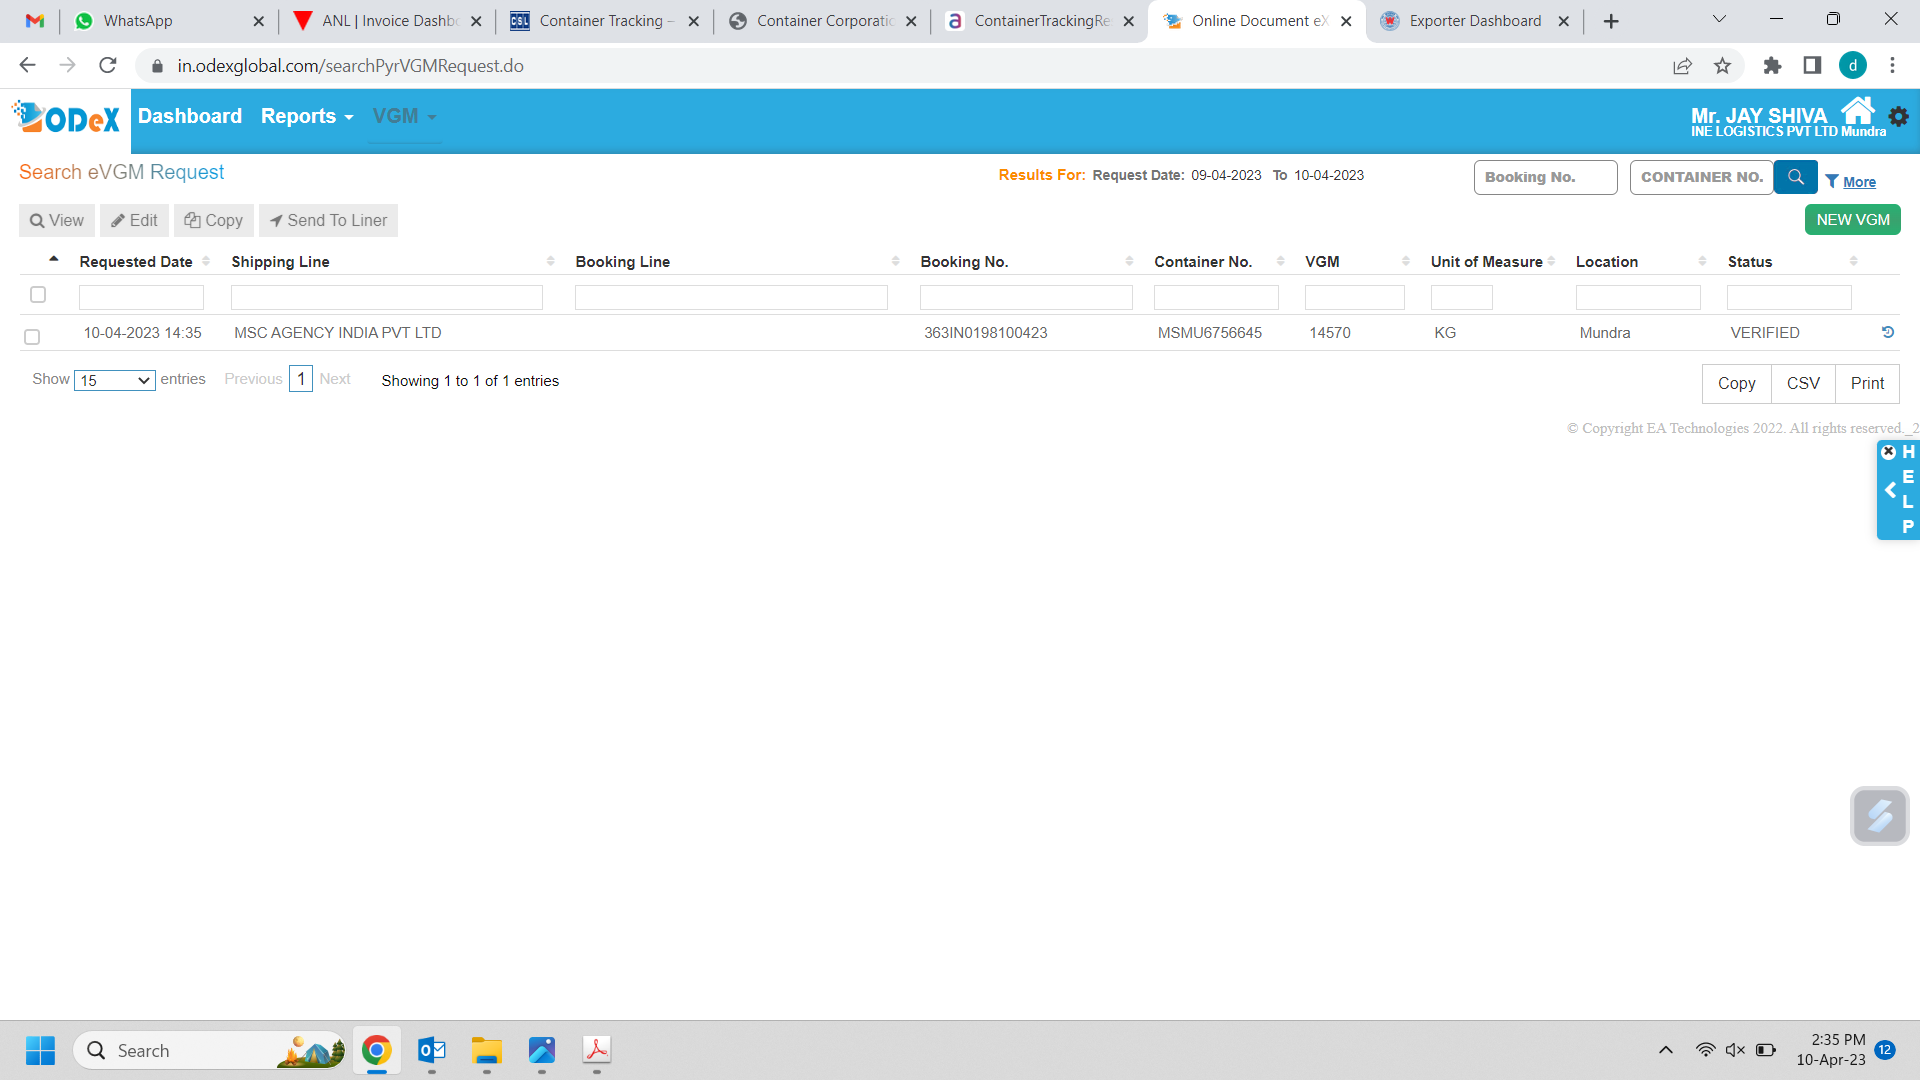 WhatsApp
ANL | Invoice Dashbo
Container Tracking –
Container Corporatic
ContainerTrackingRe
Online Document eX
Exporter Dashboard
in.odexglobal.com/searchPyrVGMRequest.do
d
ODeX
Dashboard Reports VGM
Mr. JAY SHIVA
INE LOGISTICS PVT LTD Mundra
Search eVGM Request
Results For: Request Date: 09-04-2023 To 10-04-2023
Booking No.
CONTAINER NO.
More
View Edit Copy Send To Liner
NEW VGM
Requested Date Shipping Line Booking Line Booking No. Container No. VGM Unit of Measure Location Status
10-04-2023 14:35 MSC AGENCY INDIA PVT LTD 363IN0198100423 MSMU6756645 14570 KG Mundra VERIFIED
Show 15 entries Previous 1 Next Showing 1 to 1 of 1 entries
Copy CSV Print
© Copyright EA Technologies 2022. All rights reserved._2
H
E
L
P
Search
2:35 PM
10-Apr-23
12